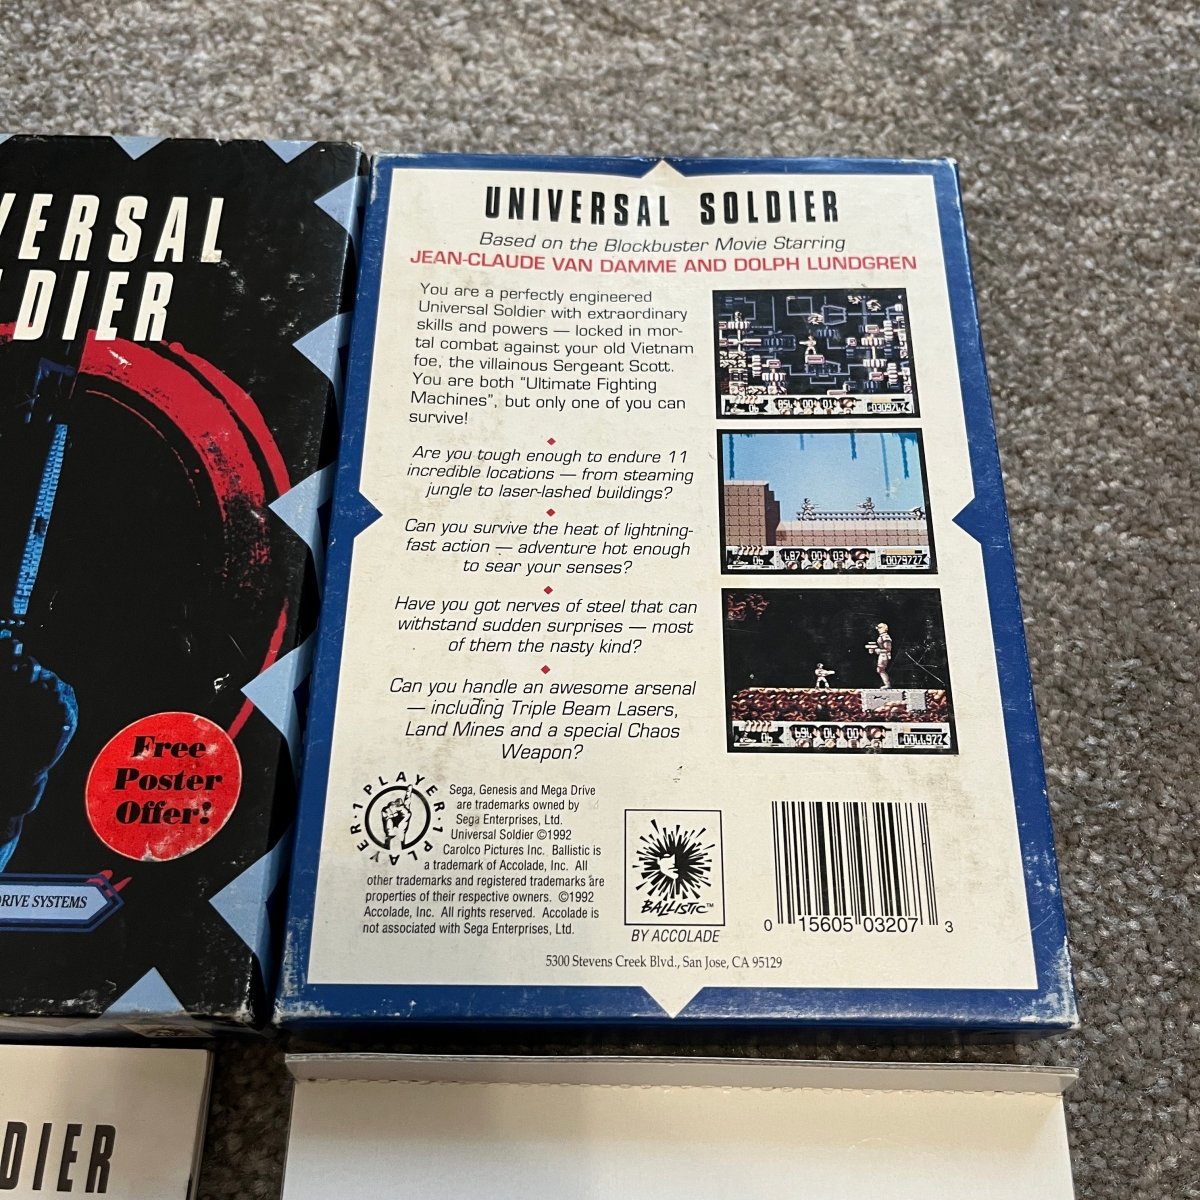 VERSAL
DIER
Free
Poster
Offer!
DRIVE SYSTEMS
DIER
UNIVERSAL SOLDIER
Based on the Blockbuster Movie Starring
JEAN-CLAUDE VAN DAMME AND DOLPH LUNDGREN
You are a perfectly engineered
Universal Soldier with extraordinary
skills and powers — locked in mor-
tal combat against your old Vietnam
foe, the villainous Sergeant Scott.
You are both "Ultimate Fighting
Machines", but only one of you can
survive!
Are you tough enough to endure 11
incredible locations — from steaming
jungle to laser-lashed buildings?
Can you survive the heat of lightning-
fast action — adventure hot enough
to sear your senses?
Have you got nerves of steel that can
withstand sudden surprises — most
of them the nasty kind?
Can you handle an awesome arsenal
— including Triple Beam Lasers,
Land Mines and a special Chaos
Weapon?
1 PLAYER · 1 PLAYER ·
Sega, Genesis and Mega Drive
are trademarks owned by
Sega Enterprises, Ltd.
Universal Soldier ©1992
Carolco Pictures Inc. Ballistic is
a trademark of Accolade, Inc. All
other trademarks and registered trademarks are
properties of their respective owners. ©1992
Accolade, Inc. All rights reserved. Accolade is
not associated with Sega Enterprises, Ltd.
BALLISTIC™
BY ACCOLADE
0 15605 03207 3
5300 Stevens Creek Blvd., San Jose, CA 95129